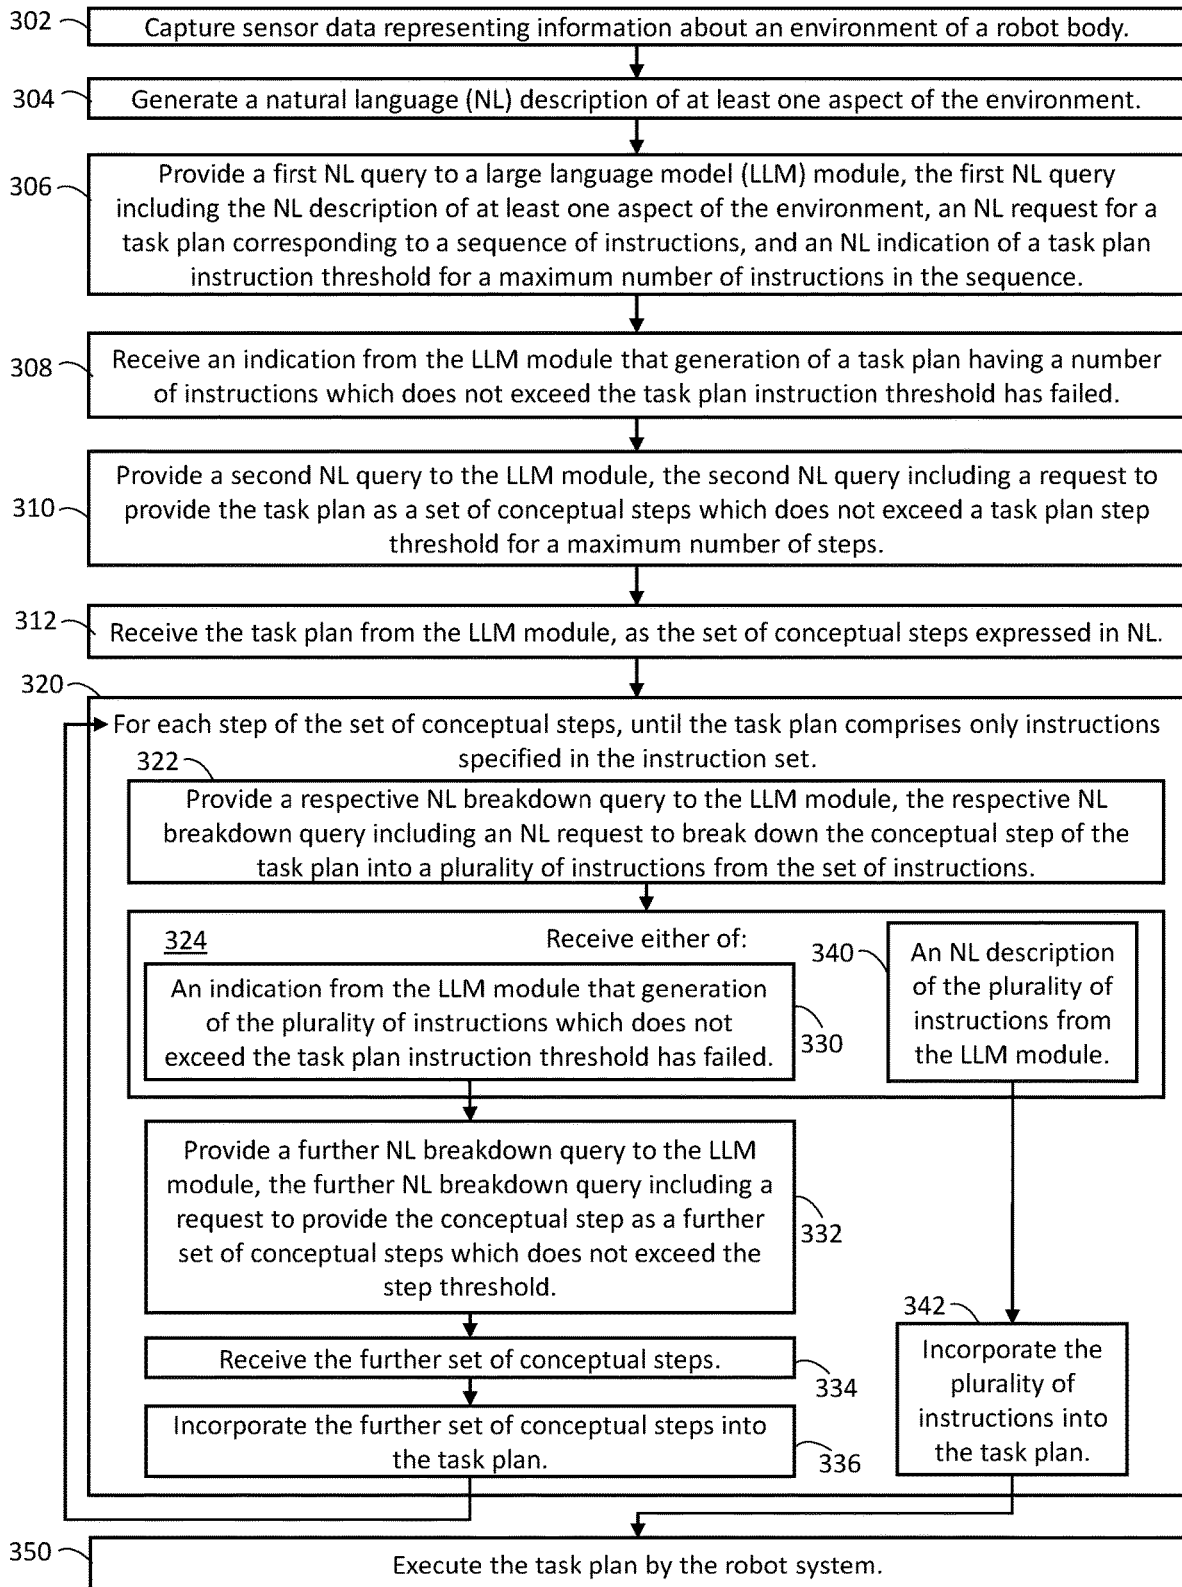 302
Capture sensor data representing information about an environment of a robot body.
304
Generate a natural language (NL) description of at least one aspect of the environment.
306
Provide a first NL query to a large language model (LLM) module, the first NL query
including the NL description of at least one aspect of the environment, an NL request for a
task plan corresponding to a sequence of instructions, and an NL indication of a task plan
instruction threshold for a maximum number of instructions in the sequence.
308
Receive an indication from the LLM module that generation of a task plan having a number
of instructions which does not exceed the task plan instruction threshold has failed.
310
Provide a second NL query to the LLM module, the second NL query including a request to
provide the task plan as a set of conceptual steps which does not exceed a task plan step
threshold for a maximum number of steps.
312
Receive the task plan from the LLM module, as the set of conceptual steps expressed in NL.
320
For each step of the set of conceptual steps, until the task plan comprises only instructions
specified in the instruction set.
322
Provide a respective NL breakdown query to the LLM module, the respective NL
breakdown query including an NL request to break down the conceptual step of the
task plan into a plurality of instructions from the set of instructions.
324
Receive either of:
An indication from the LLM module that generation
of the plurality of instructions which does not
exceed the task plan instruction threshold has failed.
330
340
An NL description
of the plurality of
instructions from
the LLM module.
Provide a further NL breakdown query to the LLM
module, the further NL breakdown query including a
request to provide the conceptual step as a further
set of conceptual steps which does not exceed the
step threshold.
332
Receive the further set of conceptual steps.
334
Incorporate the further set of conceptual steps into
the task plan.
336
342
Incorporate the
plurality of
instructions into
the task plan.
350
Execute the task plan by the robot system.